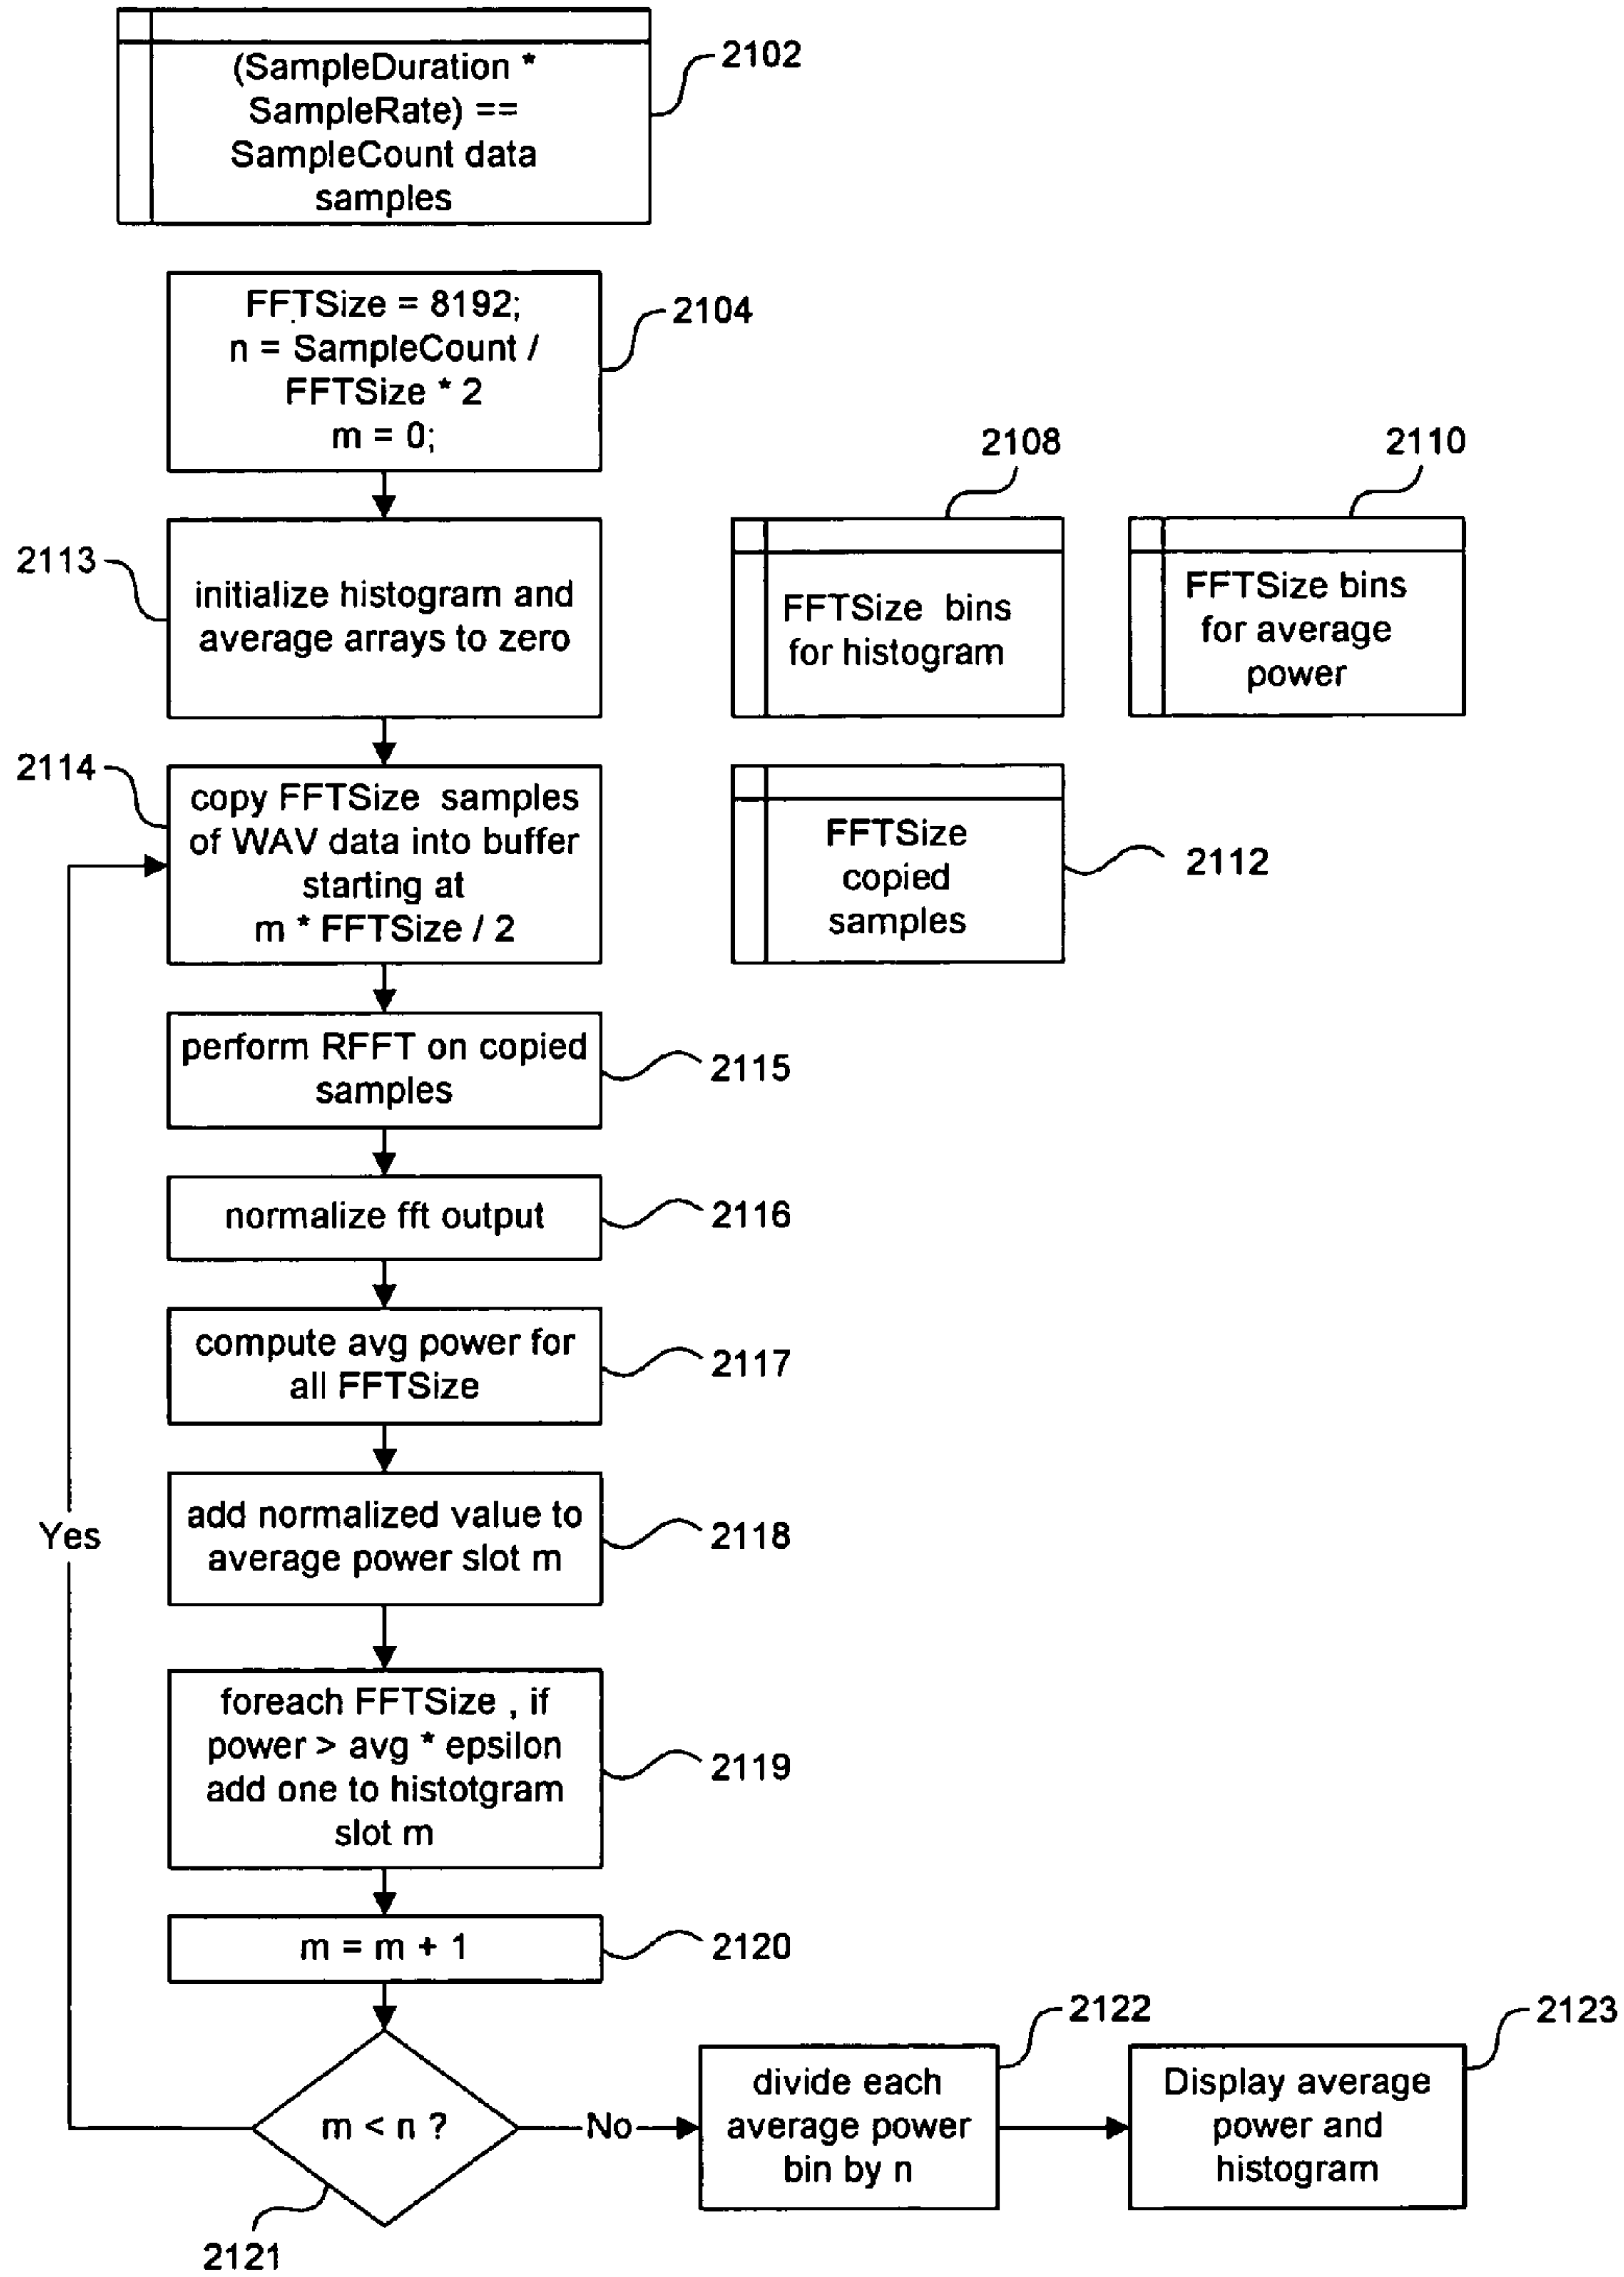 2102
(SampleDuration *
SampleRate) ==
SampleCount data
samples
FFTSize = 8192;
n = SampleCount /
FFTSize * 2
m = 0;
2104
2108
2110
2113
initialize histogram and
average arrays to zero
FFTSize bins
for histogram
FFTSize bins
for average
power
2114
copy FFTSize samples
of WAV data into buffer
starting at
m * FFTSize / 2
FFTSize
copied
samples
2112
perform RFFT on copied
samples
2115
normalize fft output
2116
compute avg power for
all FFTSize
2117
add normalized value to
average power slot m
2118
Yes
foreach FFTSize , if
power > avg * epsilon
add one to histotgram
slot m
2119
m = m + 1
2120
m < n ?
2121
No
divide each
average power
bin by n
2122
Display average
power and
histogram
2123